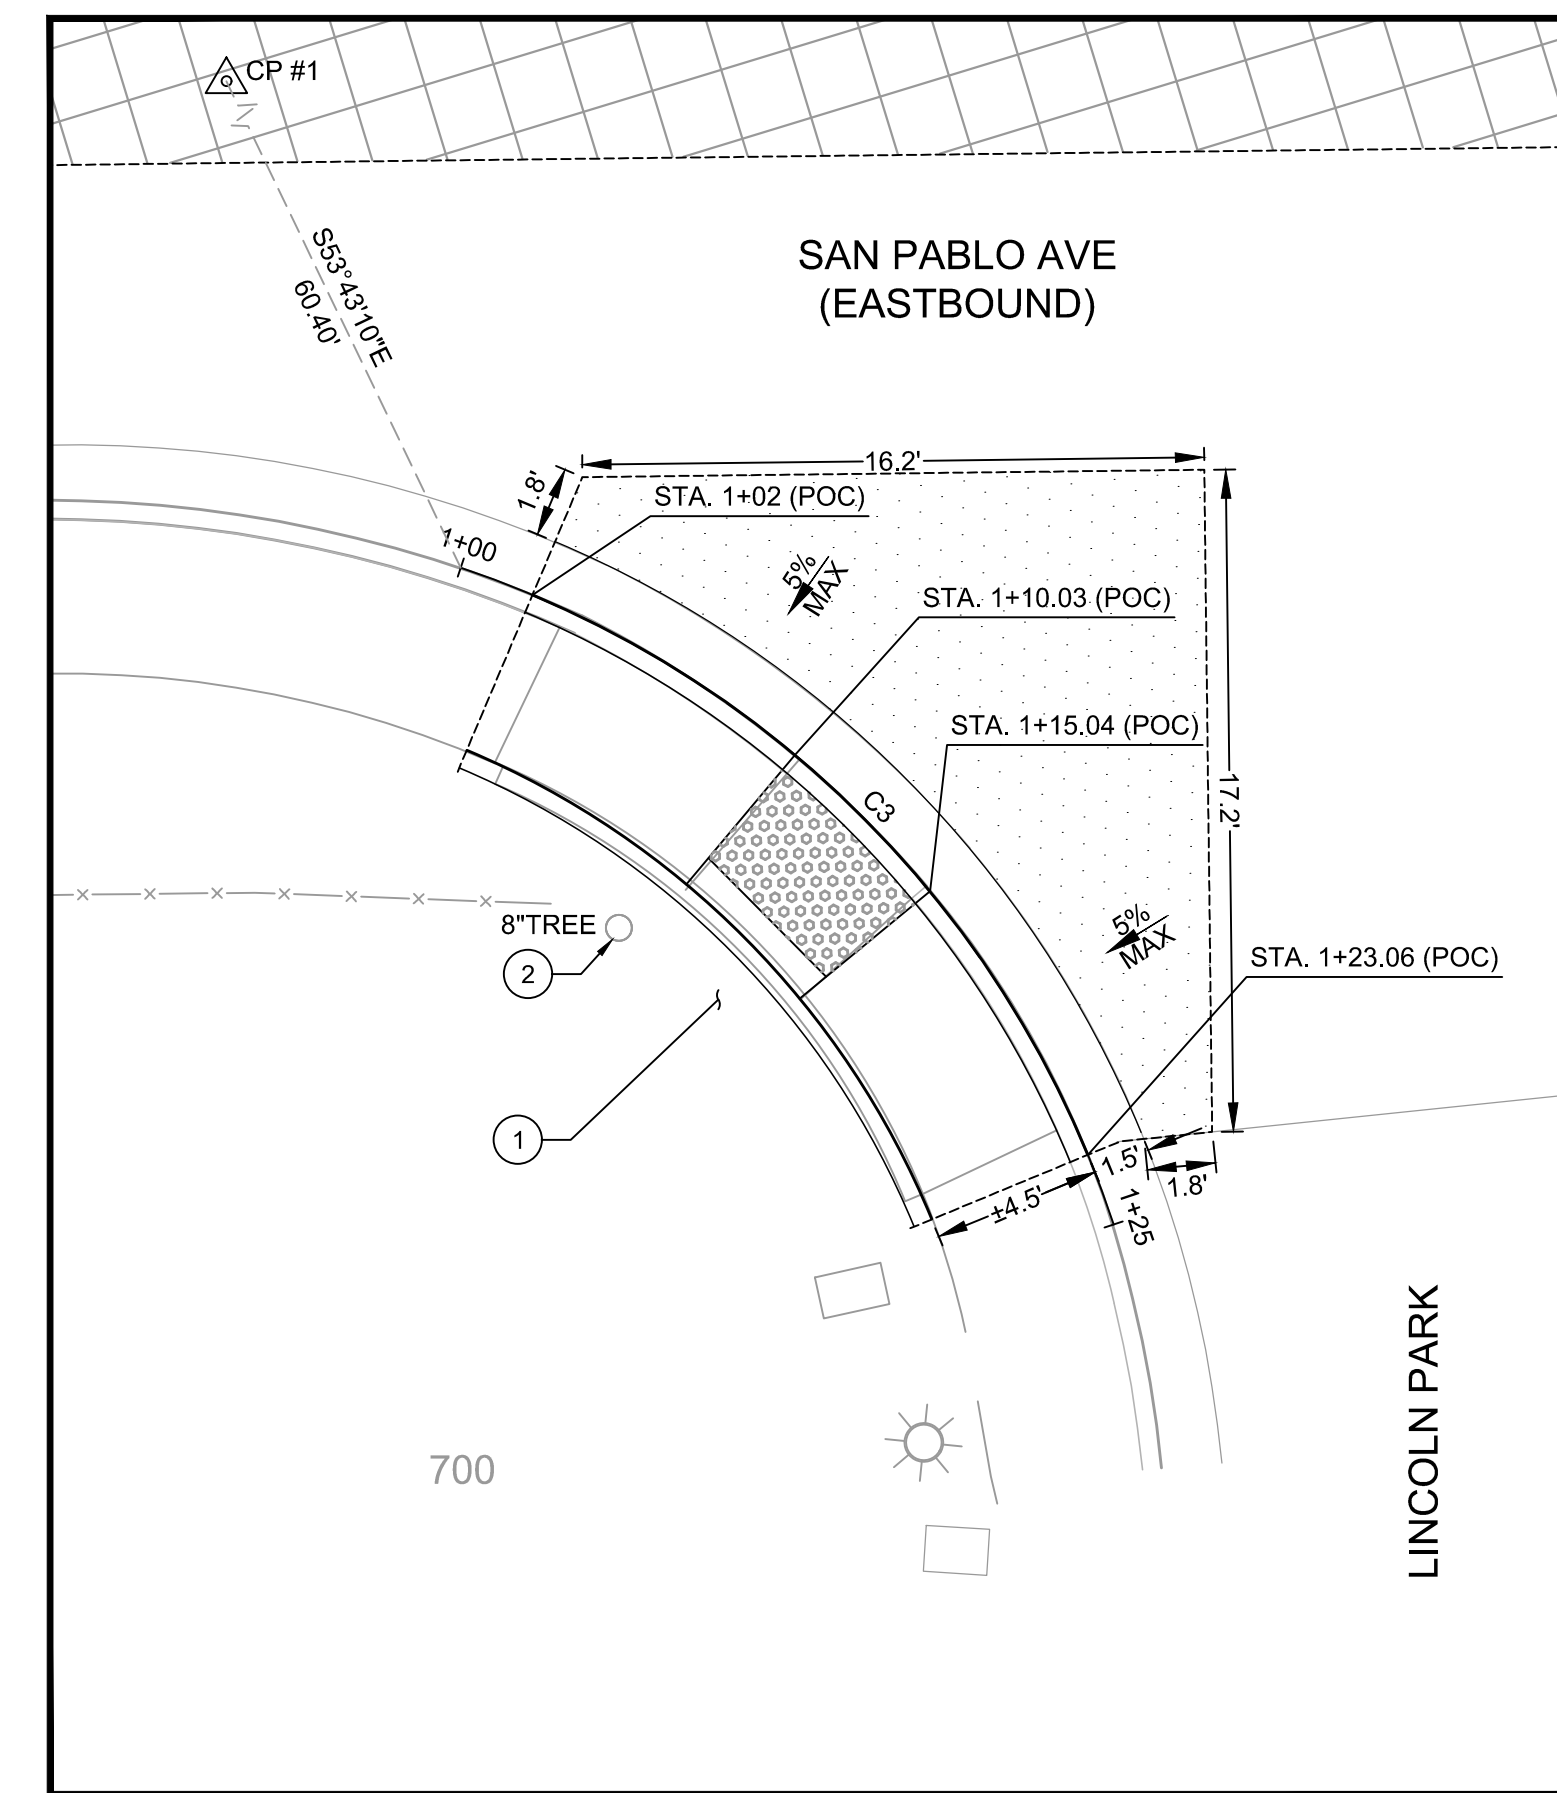 CP #1
SAN PABLO AVE
(EASTBOUND)
S53°43'10"E
60.40'
16.2'
1.8'
STA. 1+02 (POC)
1+00
5%
MAX
STA. 1+10.03 (POC)
STA. 1+15.04 (POC)
17.2'
C3
8"TREE
2
5%
MAX
STA. 1+23.06 (POC)
1
1.5'
1.8'
±4.5'
1+25
LINCOLN PARK
700